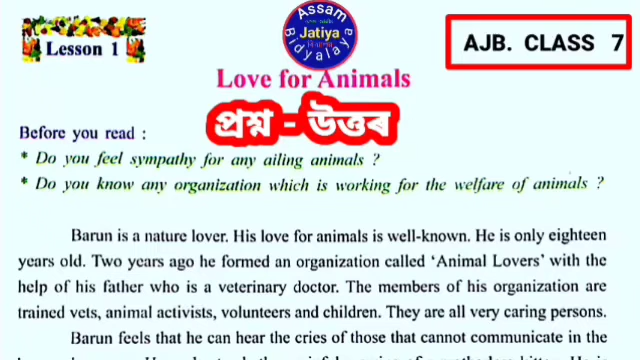 Lesson 1
Assam
Jatiya
Bidyalaya
AJB. CLASS 7
Love for Animals
প্ৰশ্ন - উত্তৰ
Before you read :
* Do you feel sympathy for any ailing animals ?
* Do you know any organization which is working for the welfare of animals ?
Barun is a nature lover. His love for animals is well-known. He is only eighteen
years old. Two years ago he formed an organization called ‘Animal Lovers’ with the
help of his father who is a veterinary doctor. The members of his organization are
trained vets, animal activists, volunteers and children. They are all very caring persons.
Barun feels that he can hear the cries of those that cannot communicate in the